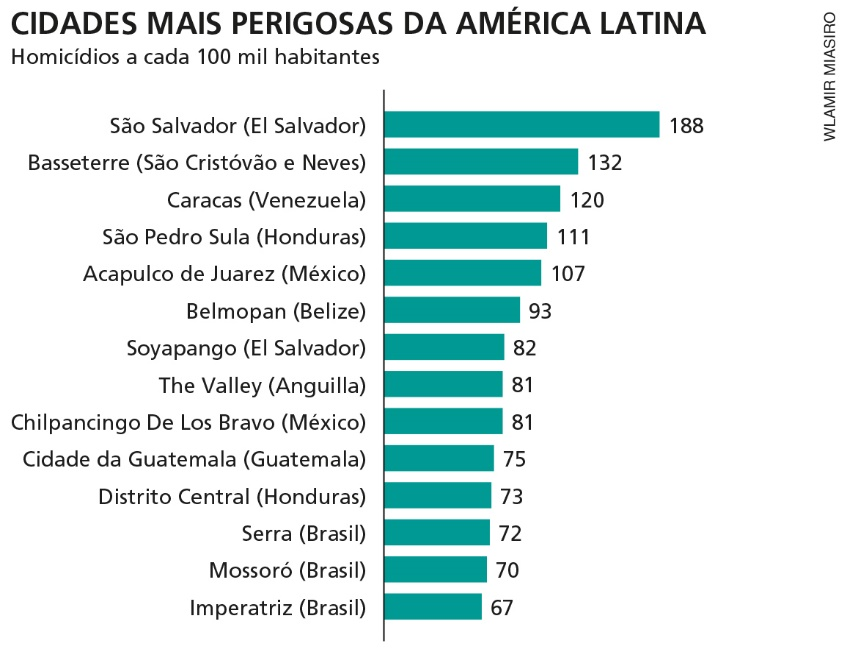 CIDADES MAIS PERIGOSAS DA AMÉRICA LATINA
Homicídios a cada 100 mil habitantes
WLAMIR MIASIRO
São Salvador (El Salvador) 188
Basseterre (São Cristóvão e Neves) 132
Caracas (Venezuela) 120
São Pedro Sula (Honduras) 111
Acapulco de Juarez (México) 107
Belmopan (Belize) 93
Soyapango (El Salvador) 82
The Valley (Anguilla) 81
Chilpancingo De Los Bravo (México) 81
Cidade da Guatemala (Guatemala) 75
Distrito Central (Honduras) 73
Serra (Brasil) 72
Mossoró (Brasil) 70
Imperatriz (Brasil) 67